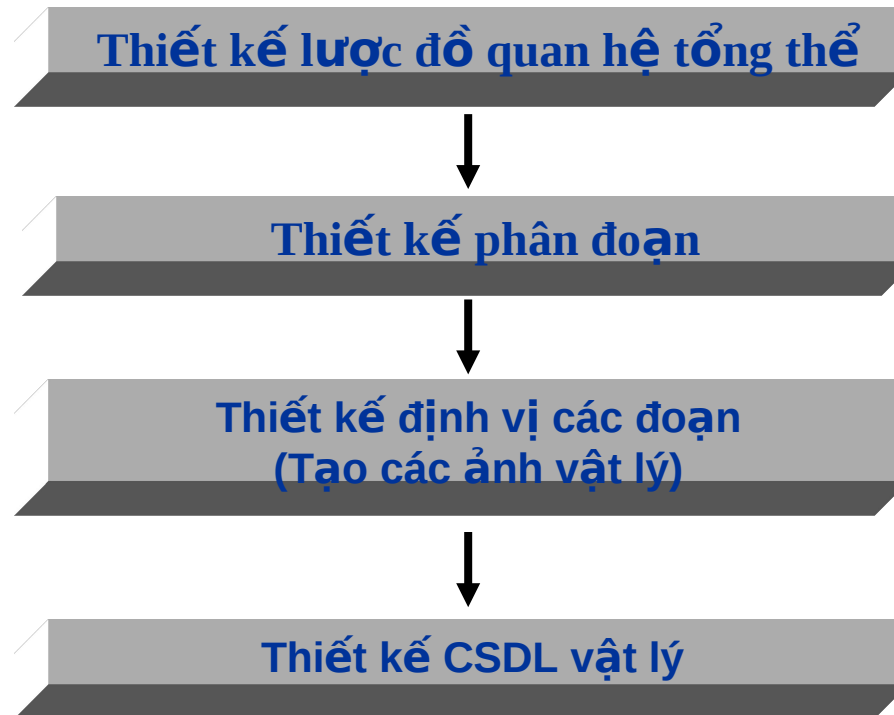 Thiết kế lược đồ quan hệ tổng thể
Thiết kế phân đoạn
Thiết kế định vị các đoạn
(Tạo các ảnh vật lý)
Thiết kế CSDL vật lý